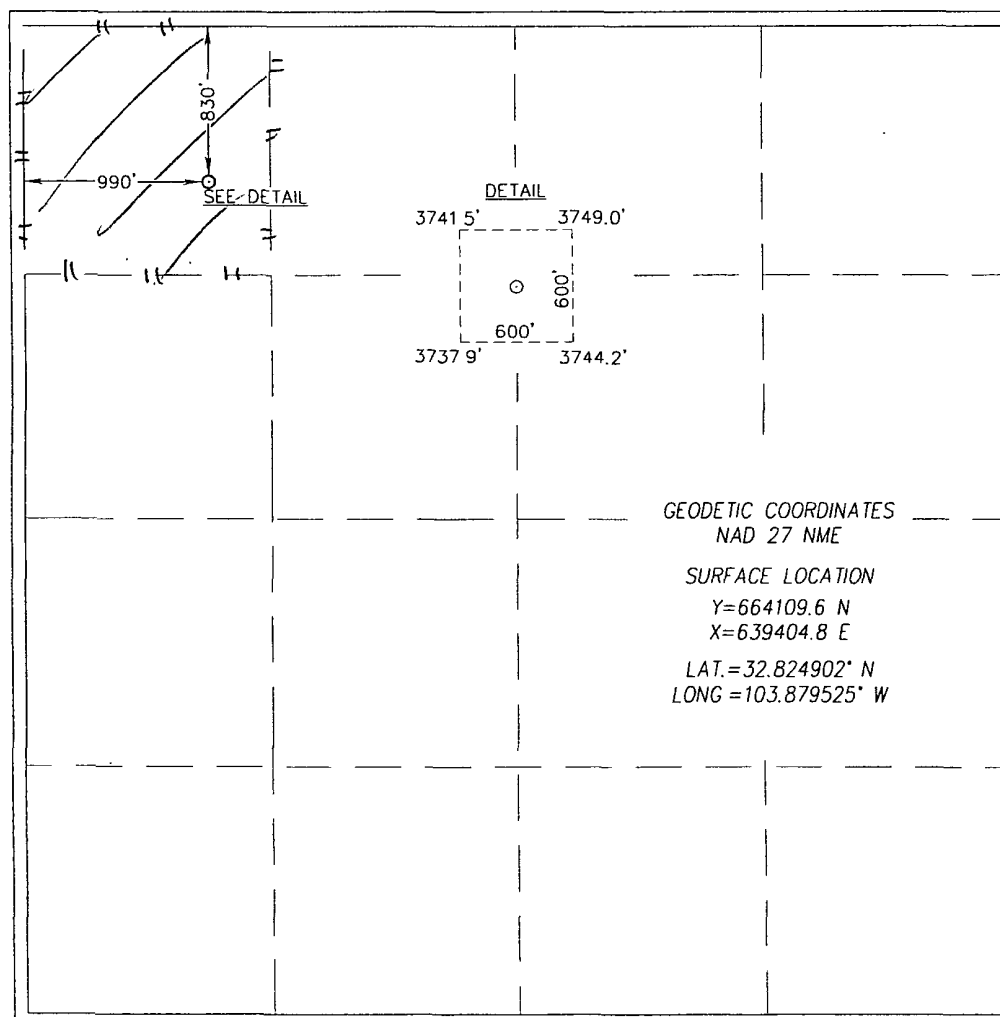 830'
990'
SEE DETAIL
DETAIL
3741 5' 3749.0'
600'
600'
3737 9' 3744.2'
GEODETIC COORDINATES
NAD 27 NME
SURFACE LOCATION
Y=664109.6 N
X=639404.8 E
LAT.=32.824902° N
LONG =103.879525° W